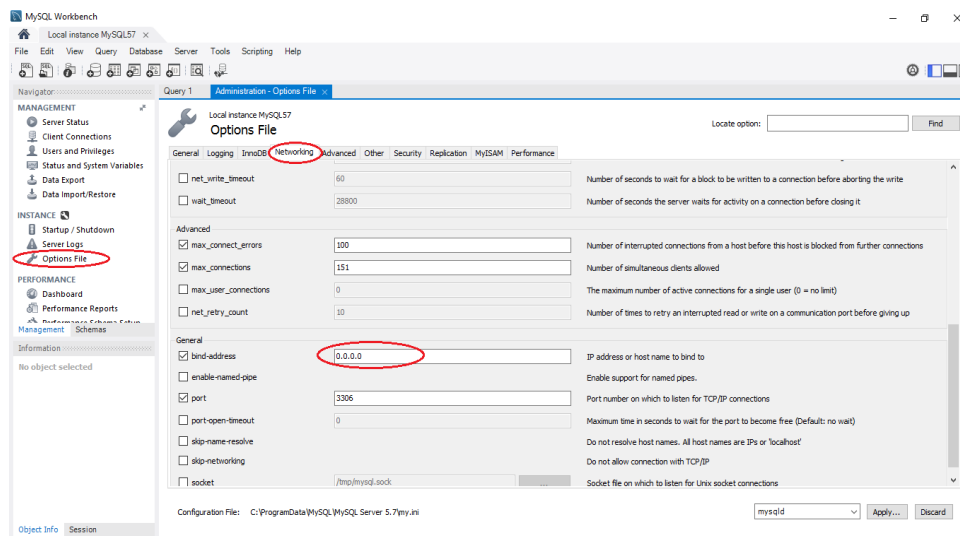 MySQL Workbench
Local instance MySQL57 ×
File Edit View Query Database Server Tools Scripting Help
Navigator
MANAGEMENT
Server Status
Client Connections
Users and Privileges
Status and System Variables
Data Export
Data Import/Restore
INSTANCE
Startup / Shutdown
Server Logs
Options File
PERFORMANCE
Dashboard
Performance Reports
Performance Schema Setup
Management Schemas
Information
No object selected
Object Info Session
Query 1 Administration - Options File ×
Local instance MySQL57
Options File
Locate option: Find
General Logging InnoDB Networking Advanced Other Security Replication MyISAM Performance
net_write_timeout 60 Number of seconds to wait for a block to be written to a connection before aborting the write
wait_timeout 28800 Number of seconds the server waits for activity on a connection before closing it
Advanced
max_connect_errors 100 Number of interrupted connections from a host before this host is blocked from further connections
max_connections 151 Number of simultaneous clients allowed
max_user_connections 0 The maximum number of active connections for a single user (0 = no limit)
net_retry_count 10 Number of times to retry an interrupted read or write on a communication port before giving up
General
bind-address 0.0.0.0 IP address or host name to bind to
enable-named-pipe Enable support for named pipes.
port 3306 Port number on which to listen for TCP/IP connections
port-open-timeout 0 Maximum time in seconds to wait for the port to become free (Default: no wait)
skip-name-resolve Do not resolve host names. All host names are IPs or 'localhost'
skip-networking Do not allow connection with TCP/IP
socket /tmp/mysql.sock ... Socket file on which to listen for Unix socket connections
Configuration File: C:\ProgramData\MySQL\MySQL Server 5.7\my.ini mysqld Apply... Discard